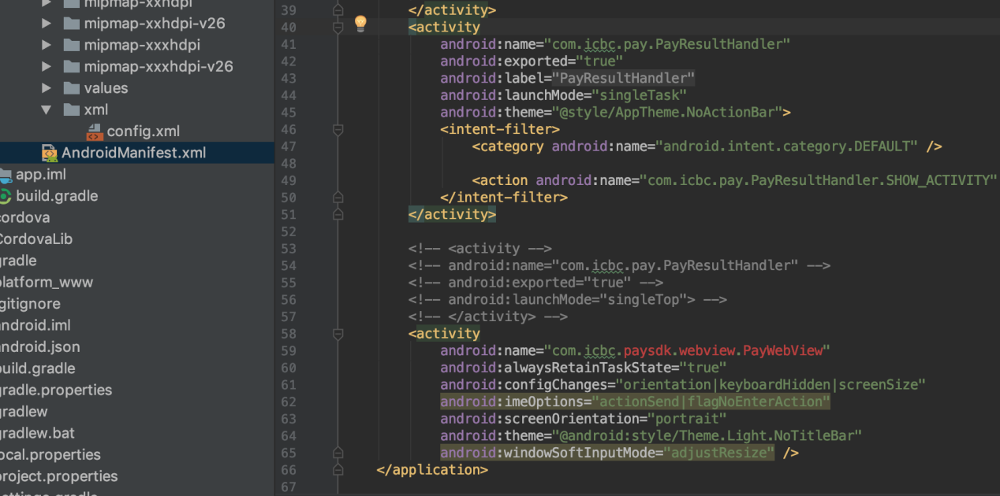 mipmap-xxhdpi
mipmap-xxhdpi-v26
mipmap-xxxhdpi
mipmap-xxxhdpi-v26
values
xml
config.xml
AndroidManifest.xml
app.iml
build.gradle
cordova
CordovaLib
gradle
platform_www
gitignore
android.iml
android.json
build.gradle
gradle.properties
gradlew
gradlew.bat
local.properties
project.properties
39 </activity>
40 <activity
41 android:name="com.icbc.pay.PayResultHandler"
42 android:exported="true"
43 android:label="PayResultHandler"
44 android:launchMode="singleTask"
45 android:theme="@style/AppTheme.NoActionBar">
46 <intent-filter>
47 <category android:name="android.intent.category.DEFAULT" />
48
49 <action android:name="com.icbc.pay.PayResultHandler.SHOW_ACTIVITY"
50 </intent-filter>
51 </activity>
52
53 <!-- <activity -->
54 <!-- android:name="com.icbc.pay.PayResultHandler" -->
55 <!-- android:exported="true" -->
56 <!-- android:launchMode="singleTop"> -->
57 <!-- </activity> -->
58 <activity
59 android:name="com.icbc.paysdk.webview.PayWebView"
60 android:alwaysRetainTaskState="true"
61 android:configChanges="orientation|keyboardHidden|screenSize"
62 android:imeOptions="actionSend|flagNoEnterAction"
63 android:screenOrientation="portrait"
64 android:theme="@android:style/Theme.Light.NoTitleBar"
65 android:windowSoftInputMode="adjustResize" />
66 </application>
67